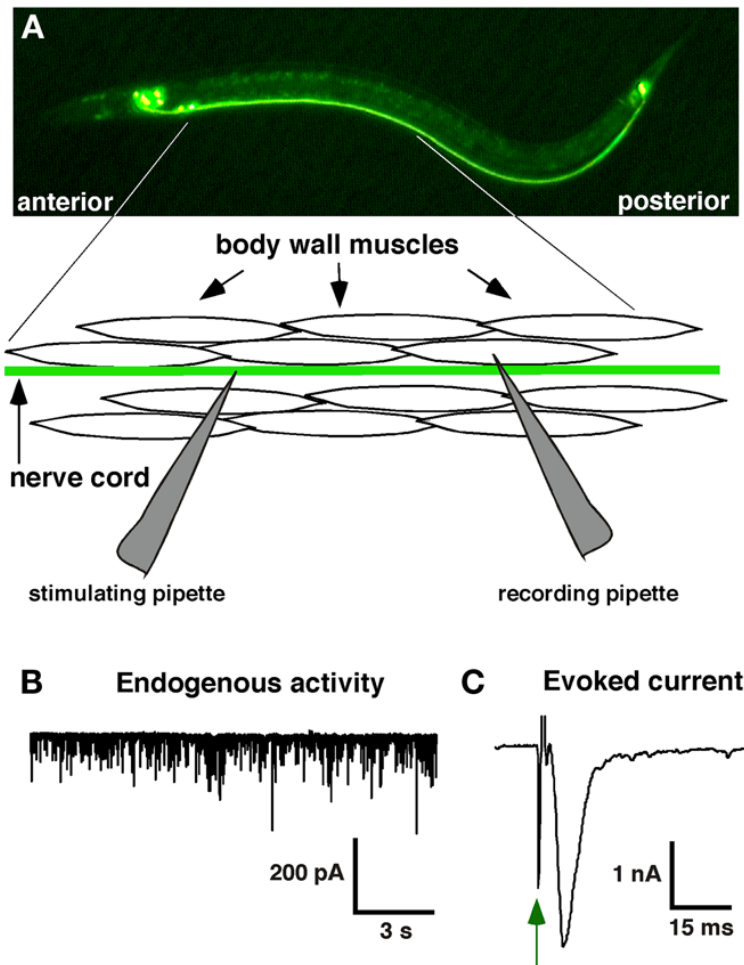 A
anterior
posterior
body wall muscles
nerve cord
stimulating pipette
recording pipette
B
Endogenous activity
C
Evoked current
200 pA
3 s
1 nA
15 ms